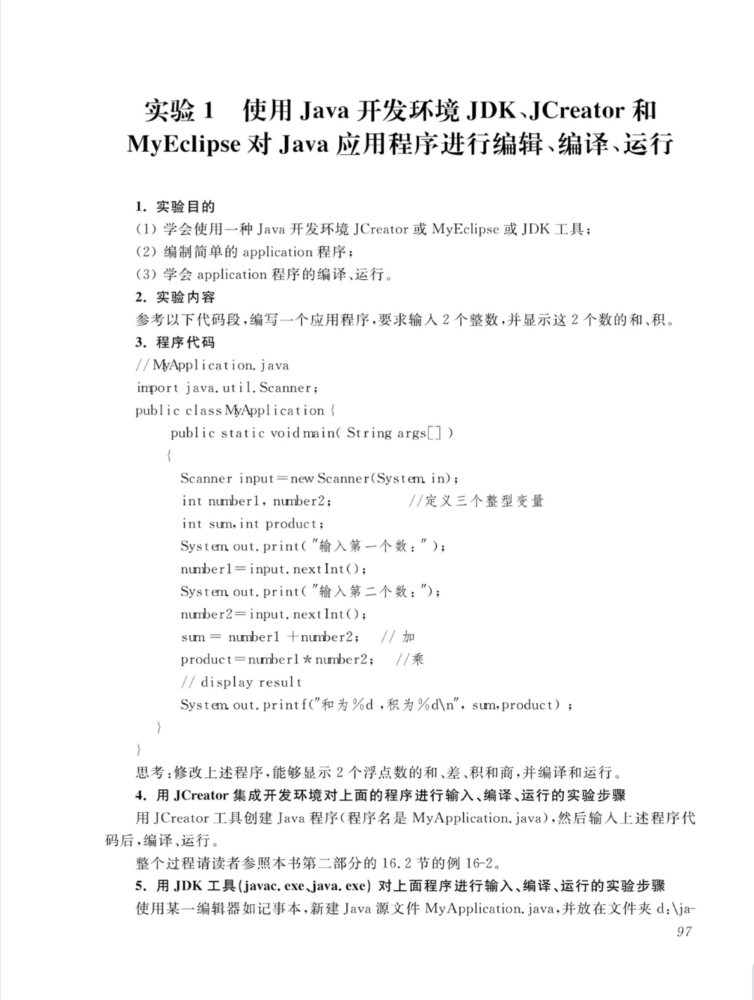 实验 1　使用 Java 开发环境 JDK、JCreator 和
MyEclipse 对 Java 应用程序进行编辑、编译、运行
1. 实验目的
(1) 学会使用一种 Java 开发环境 JCreator 或 MyEclipse 或 JDK 工具;
(2) 编制简单的 application 程序;
(3) 学会 application 程序的编译、运行。
2. 实验内容
参考以下代码段,编写一个应用程序,要求输入 2 个整数,并显示这 2 个数的和、积。
3. 程序代码
//MyApplication.java
import java.util.Scanner;
public class MyApplication {
public static void main( String args[] )
{
Scanner input=new Scanner(System.in);
int number1, number2; //定义三个整型变量
int sum,int product;
System.out.print( "输入第一个数:" );
number1=input.nextInt();
System.out.print( "输入第二个数:");
number2=input.nextInt();
sum = number1 +number2; // 加
product=number1*number2; //乘
// display result
System.out.printf("和为%d ,积为%d\n", sum,product) ;
}
}
思考:修改上述程序,能够显示 2 个浮点数的和、差、积和商,并编译和运行。
4. 用 JCreator 集成开发环境对上面的程序进行输入、编译、运行的实验步骤
用 JCreator 工具创建 Java 程序(程序名是 MyApplication.java),然后输入上述程序代
码后,编译、运行。
整个过程请读者参照本书第二部分的 16.2 节的例 16-2。
5. 用 JDK 工具(javac.exe、java.exe) 对上面程序进行输入、编译、运行的实验步骤
使用某一编辑器如记事本,新建 Java 源文件 MyApplication.java,并放在文件夹 d:\ja-
97